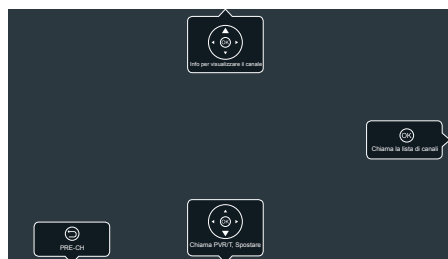 OK
Info per visualizzare il canale
OK
Chiama la lista di canali
OK
PRE-CH
Chiama PVR/T, Spostare